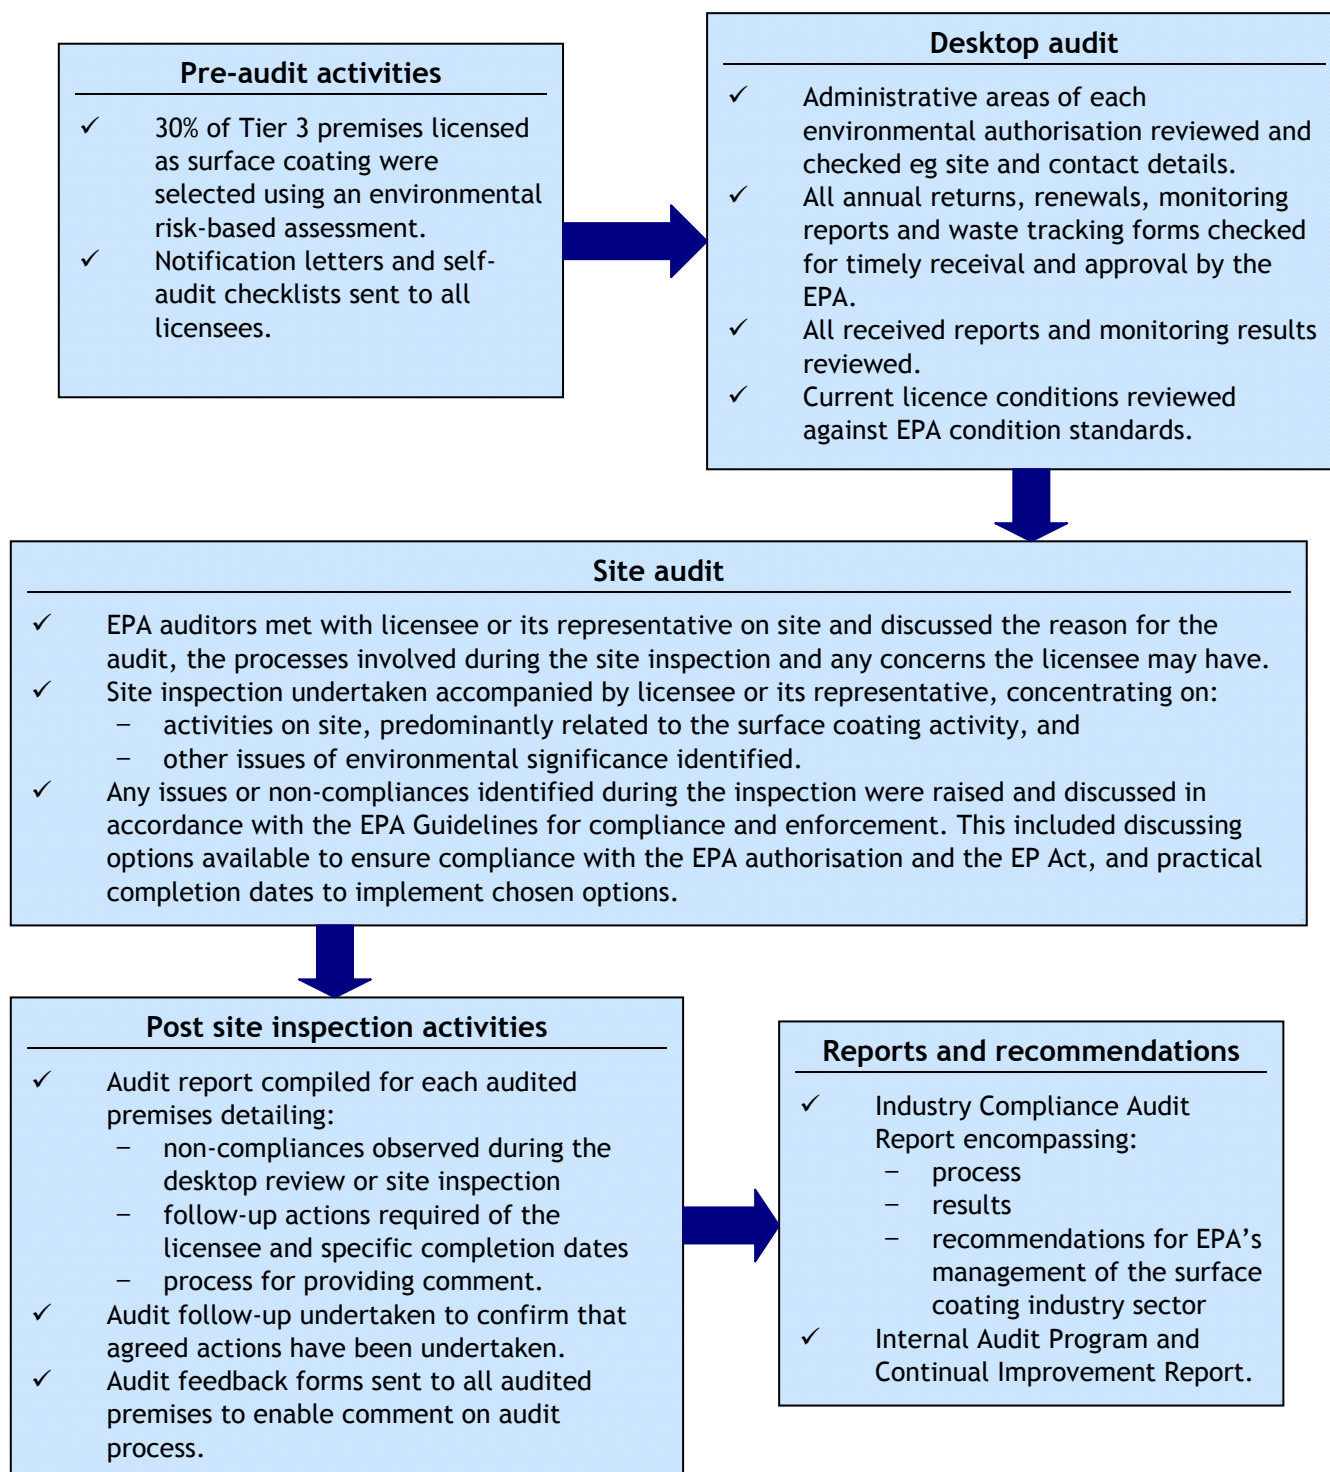 Pre-audit activities
✓ 30% of Tier 3 premises licensed
as surface coating were
selected using an environmental
risk-based assessment.
✓ Notification letters and self-
audit checklists sent to all
licensees.
Desktop audit
✓ Administrative areas of each
environmental authorisation reviewed and
checked eg site and contact details.
✓ All annual returns, renewals, monitoring
reports and waste tracking forms checked
for timely receival and approval by the
EPA.
✓ All received reports and monitoring results
reviewed.
✓ Current licence conditions reviewed
against EPA condition standards.
Site audit
✓ EPA auditors met with licensee or its representative on site and discussed the reason for the
audit, the processes involved during the site inspection and any concerns the licensee may have.
✓ Site inspection undertaken accompanied by licensee or its representative, concentrating on:
− activities on site, predominantly related to the surface coating activity, and
− other issues of environmental significance identified.
✓ Any issues or non-compliances identified during the inspection were raised and discussed in
accordance with the EPA Guidelines for compliance and enforcement. This included discussing
options available to ensure compliance with the EPA authorisation and the EP Act, and practical
completion dates to implement chosen options.
Post site inspection activities
✓ Audit report compiled for each audited
premises detailing:
− non-compliances observed during the
desktop review or site inspection
− follow-up actions required of the
licensee and specific completion dates
− process for providing comment.
✓ Audit follow-up undertaken to confirm that
agreed actions have been undertaken.
✓ Audit feedback forms sent to all audited
premises to enable comment on audit
process.
Reports and recommendations
✓ Industry Compliance Audit
Report encompassing:
− process
− results
− recommendations for EPA’s
management of the surface
coating industry sector
✓ Internal Audit Program and
Continual Improvement Report.